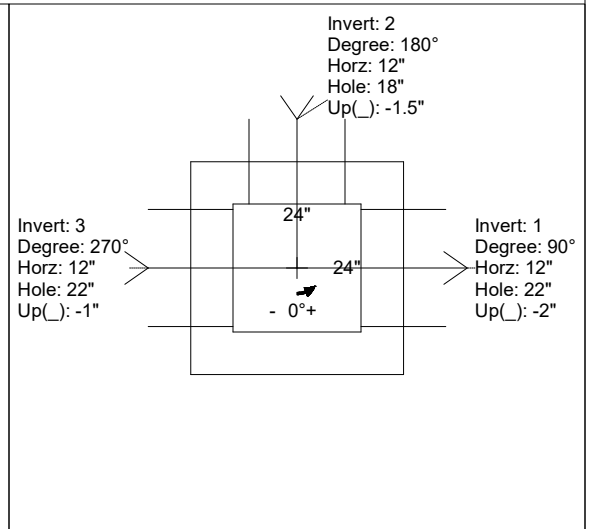 Invert: 2
Degree: 180°
Horz: 12"
Hole: 18"
Up(_): -1.5"
24"
Invert: 3
Degree: 270°
Horz: 12"
Hole: 22"
Up(_): -1"
24"
Invert: 1
Degree: 90°
Horz: 12"
Hole: 22"
Up(_): -2"
- 0°+